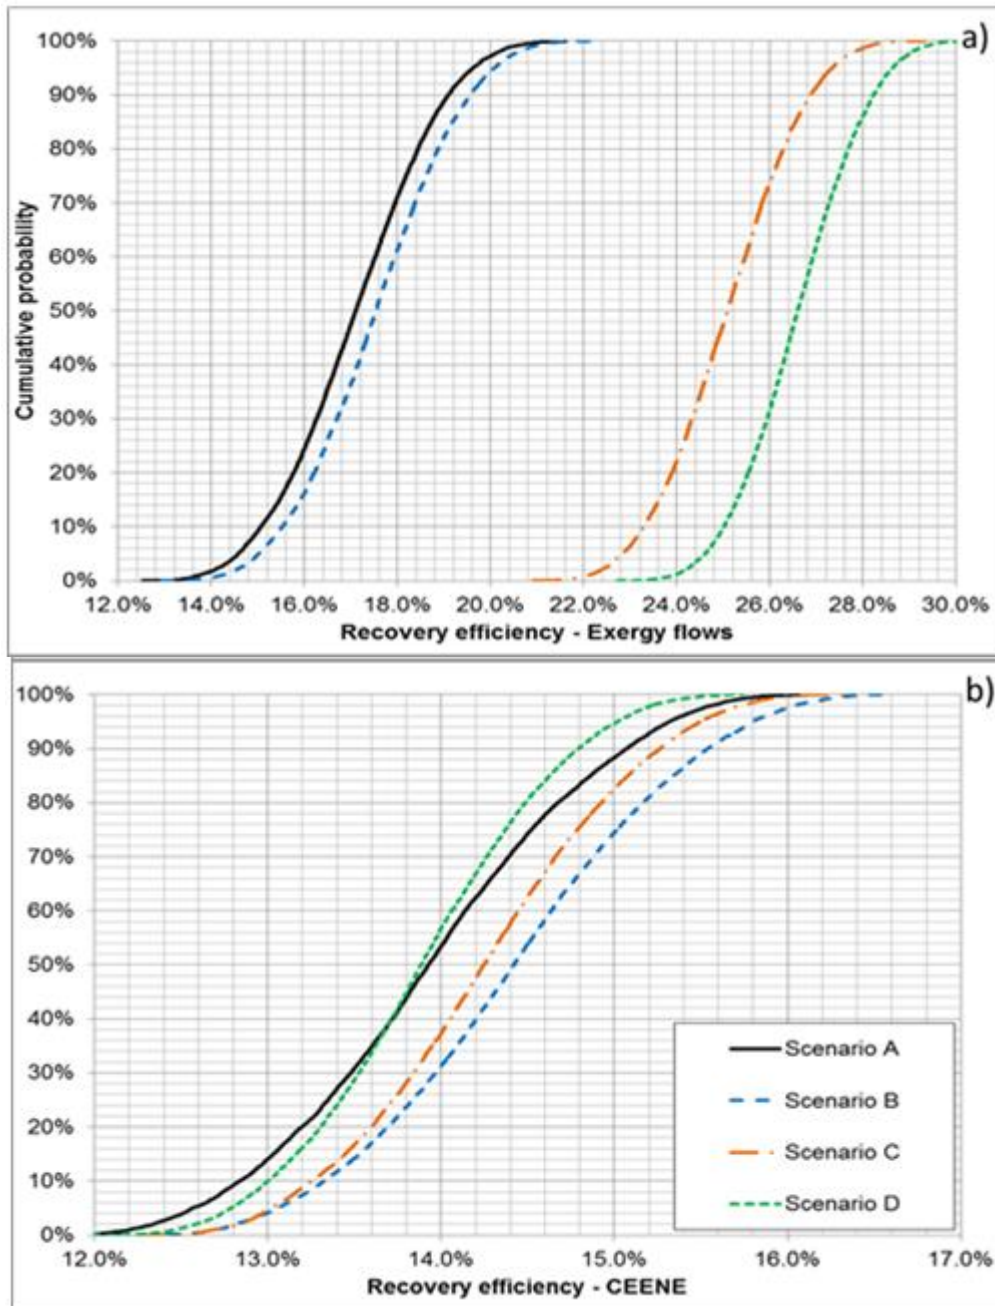 a)
100%
90%
80%
70%
60%
50%
40%
30%
20%
10%
0%
Cumulative probability
12.0% 14.0% 16.0% 18.0% 20.0% 22.0% 24.0% 26.0% 28.0% 30.0%
Recovery efficiency - Exergy flows
b)
100%
90%
80%
70%
60%
50%
40%
30%
20%
10%
0%
Scenario A
Scenario B
Scenario C
Scenario D
12.0% 13.0% 14.0% 15.0% 16.0% 17.0%
Recovery efficiency - CEENE